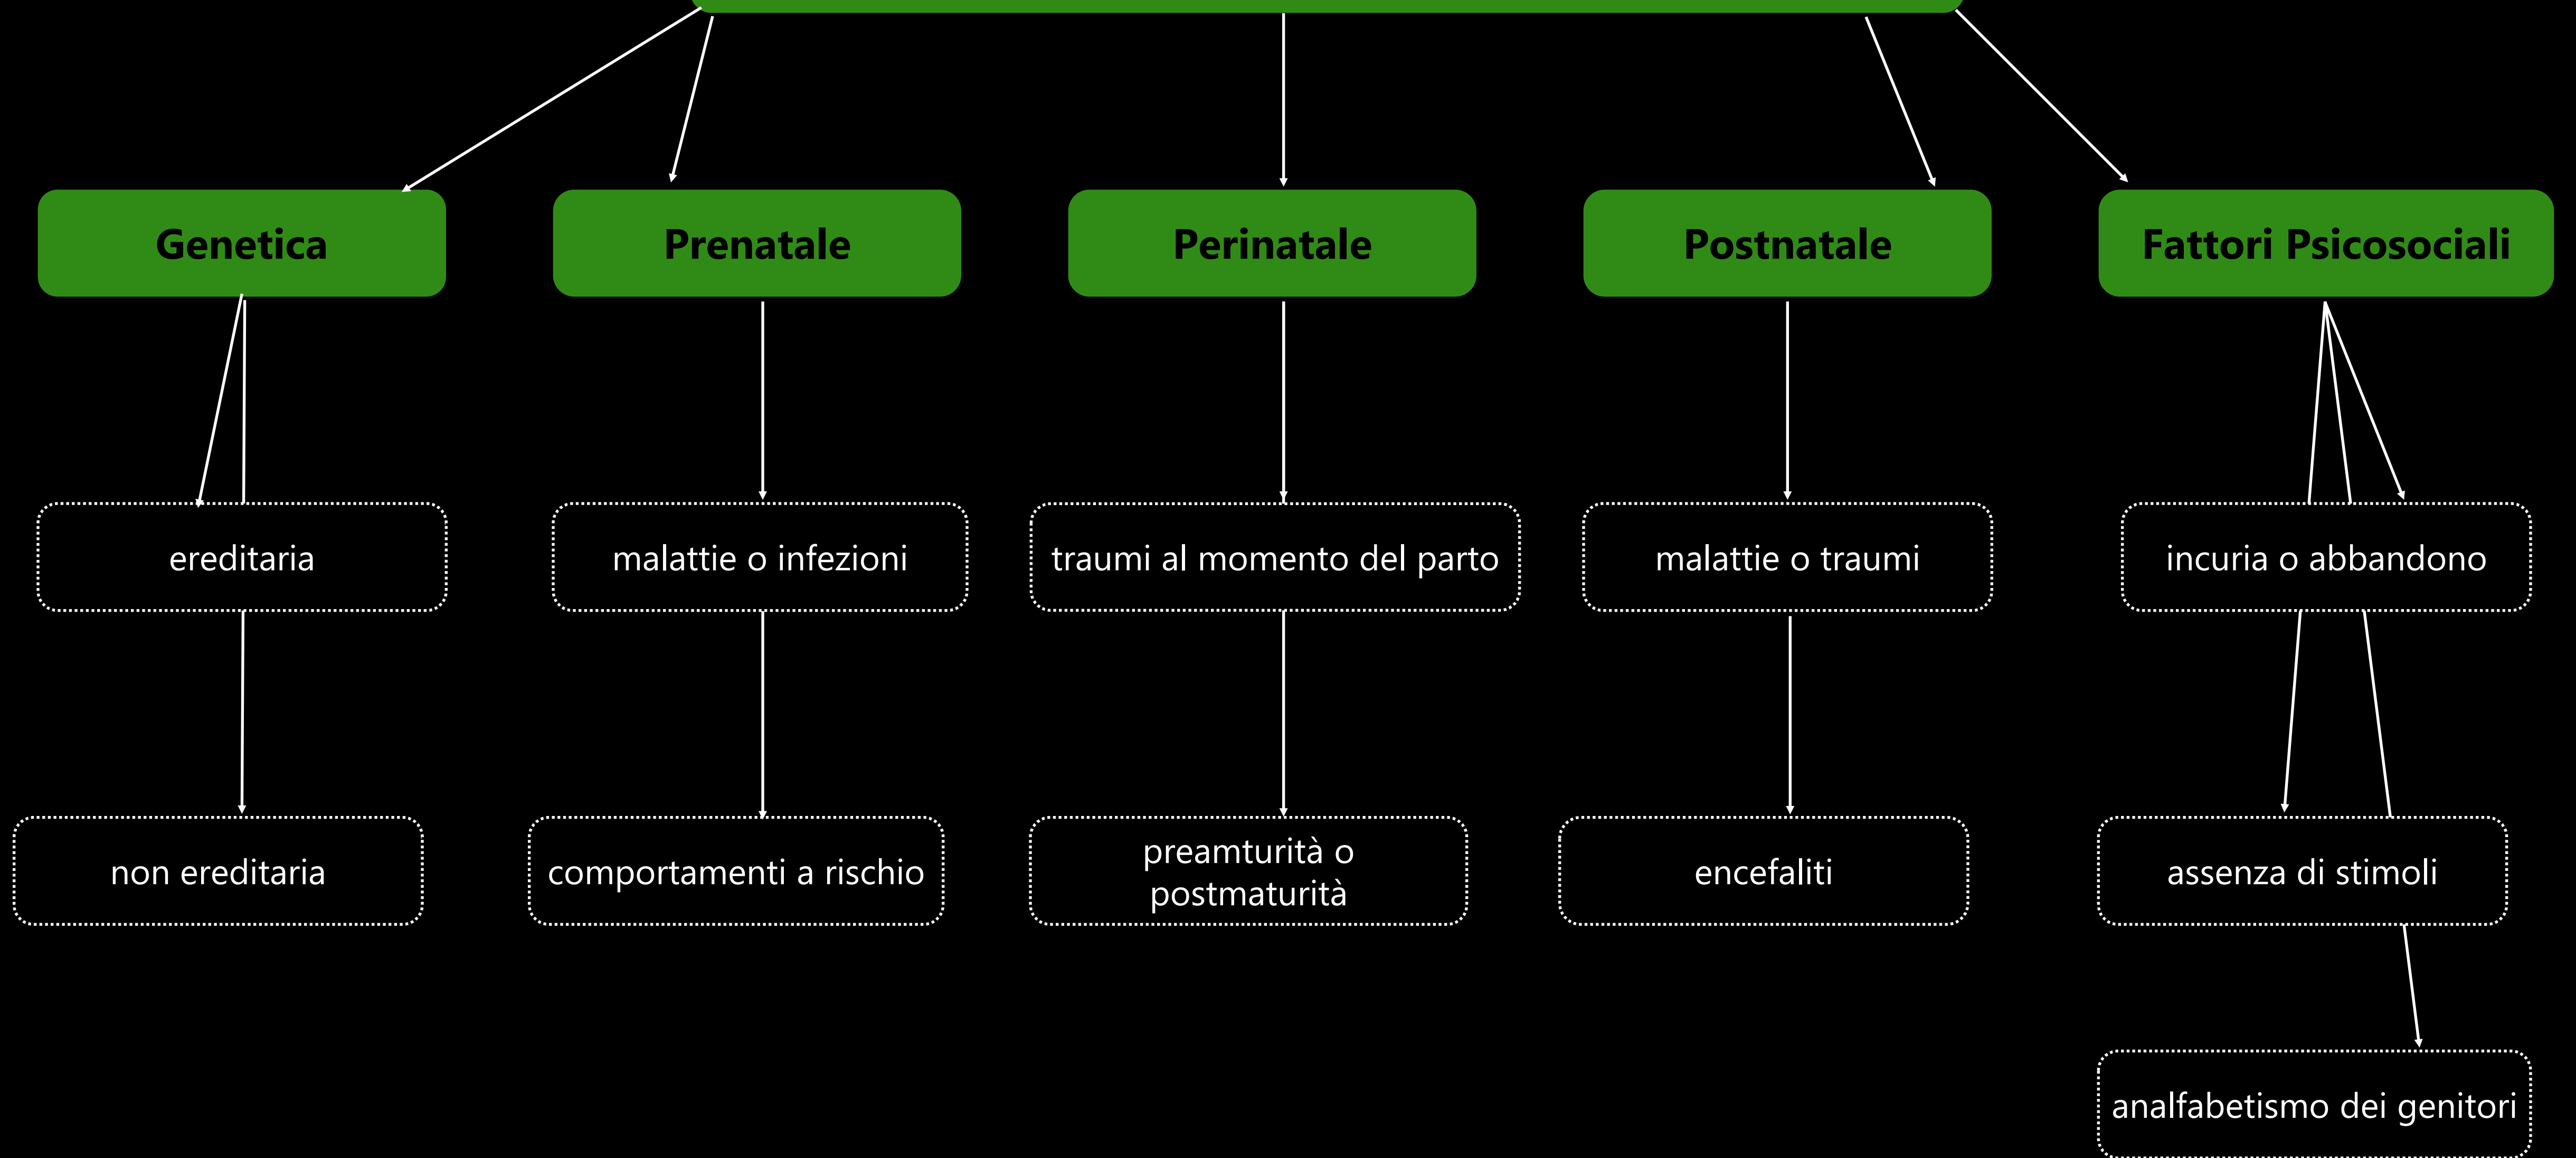 Genetica
Prenatale
Perinatale
Postnatale
Fattori Psicosociali
ereditaria
malattie o infezioni
traumi al momento del parto
malattie o traumi
incuria o abbandono
non ereditaria
comportamenti a rischio
preamturità o
postmaturità
encefaliti
assenza di stimoli
analfabetismo dei genitori